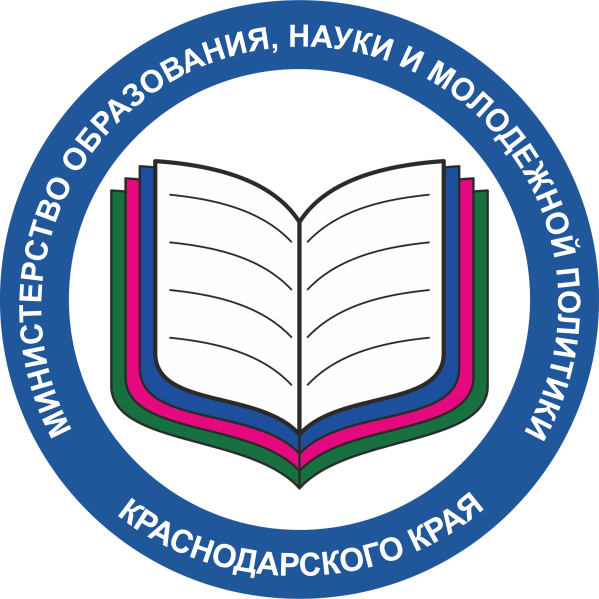 МИНИСТЕРСТВО ОБРАЗОВАНИЯ, НАУКИ И МОЛОДЕЖНОЙ ПОЛИТИКИ
КРАСНОДАРСКОГО КРАЯ